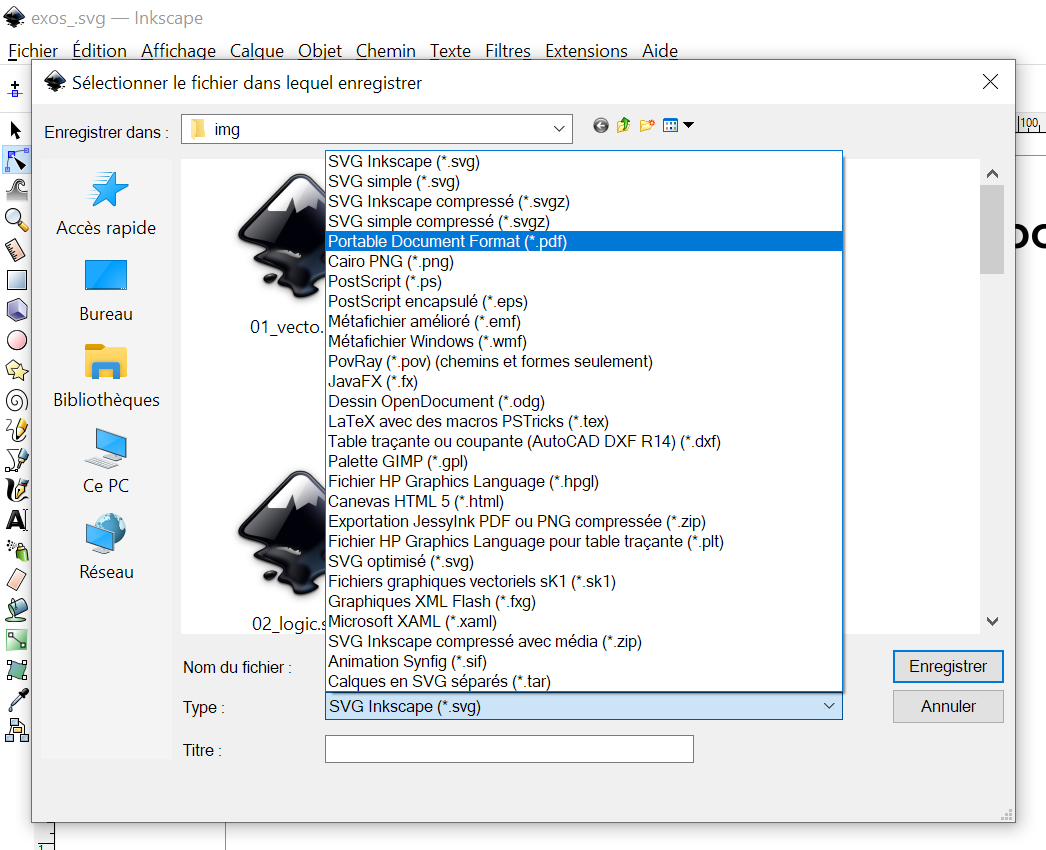 exos_.svg — Inkscape
Fichier Édition Affichage Calque Objet Chemin Texte Filtres Extensions Aide
Sélectionner le fichier dans lequel enregistrer
Enregistrer dans :
img
100
Accès rapide
Bureau
Bibliothèques
Ce PC
Réseau
01_vecto.
02_logic.s
SVG Inkscape (*.svg)
SVG simple (*.svg)
SVG Inkscape compressé (*.svgz)
SVG simple compressé (*.svgz)
Portable Document Format (*.pdf)
Cairo PNG (*.png)
PostScript (*.ps)
PostScript encapsulé (*.eps)
Métafichier amélioré (*.emf)
Métafichier Windows (*.wmf)
PovRay (*.pov) (chemins et formes seulement)
JavaFX (*.fx)
Dessin OpenDocument (*.odg)
LaTeX avec des macros PSTricks (*.tex)
Table traçante ou coupante (AutoCAD DXF R14) (*.dxf)
Palette GIMP (*.gpl)
Fichier HP Graphics Language (*.hpgl)
Canevas HTML 5 (*.html)
Exportation JessyInk PDF ou PNG compressée (*.zip)
Fichier HP Graphics Language pour table traçante (*.plt)
SVG optimisé (*.svg)
Fichiers graphiques vectoriels sK1 (*.sk1)
Graphiques XML Flash (*.fxg)
Microsoft XAML (*.xaml)
SVG Inkscape compressé avec média (*.zip)
Animation Synfig (*.sif)
Calques en SVG séparés (*.tar)
Nom du fichier :
Enregistrer
Type :
SVG Inkscape (*.svg)
Annuler
Titre :